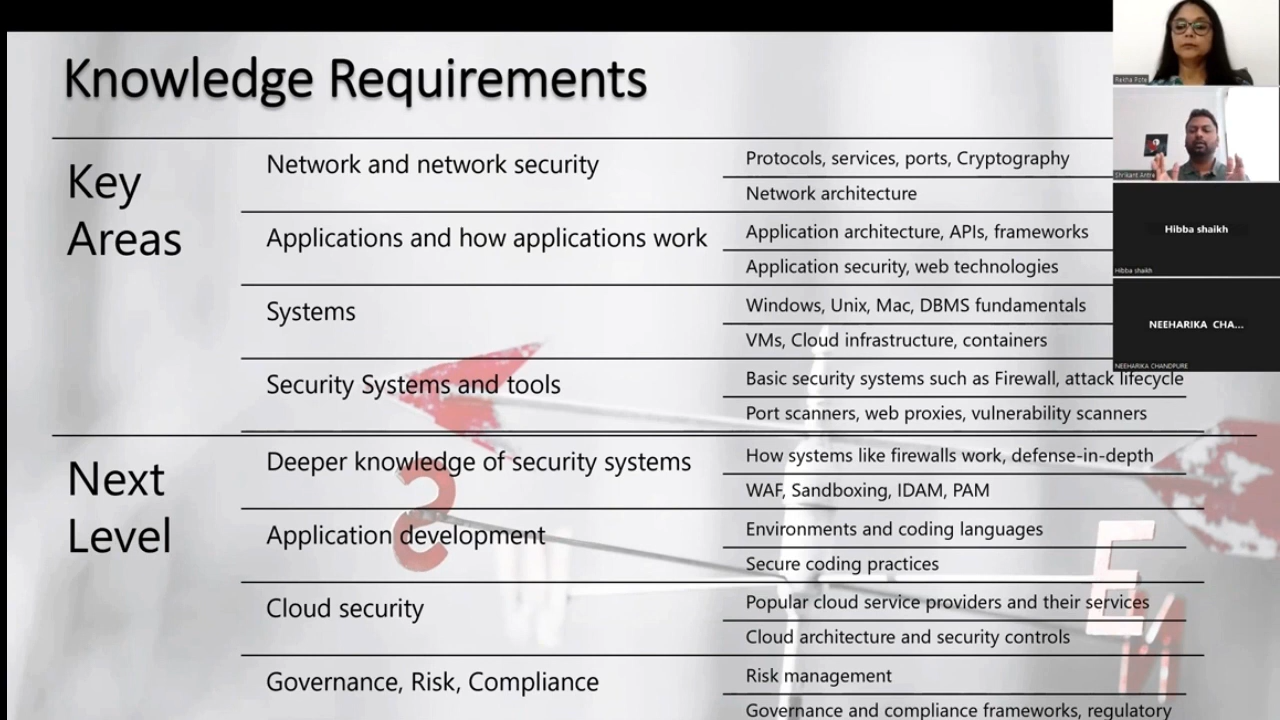 Knowledge Requirements
Key
Areas
Network and network security
Protocols, services, ports, Cryptography
Network architecture
Applications and how applications work
Application architecture, APIs, frameworks
Application security, web technologies
Systems
Windows, Unix, Mac, DBMS fundamentals
VMs, Cloud infrastructure, containers
Security Systems and tools
Basic security systems such as Firewall, attack lifecycle
Port scanners, web proxies, vulnerability scanners
Next
Level
Deeper knowledge of security systems
How systems like firewalls work, defense-in-depth
WAF, Sandboxing, IDAM, PAM
Application development
Environments and coding languages
Secure coding practices
Cloud security
Popular cloud service providers and their services
Cloud architecture and security controls
Governance, Risk, Compliance
Risk management
Governance and compliance frameworks, regulatory
Rekha Pote
Shrikant Antre
Hibba shaikh
Hibba shaikh
NEEHARIKA CHA...
NEEHARIKA CHANDPURE
S
E
N